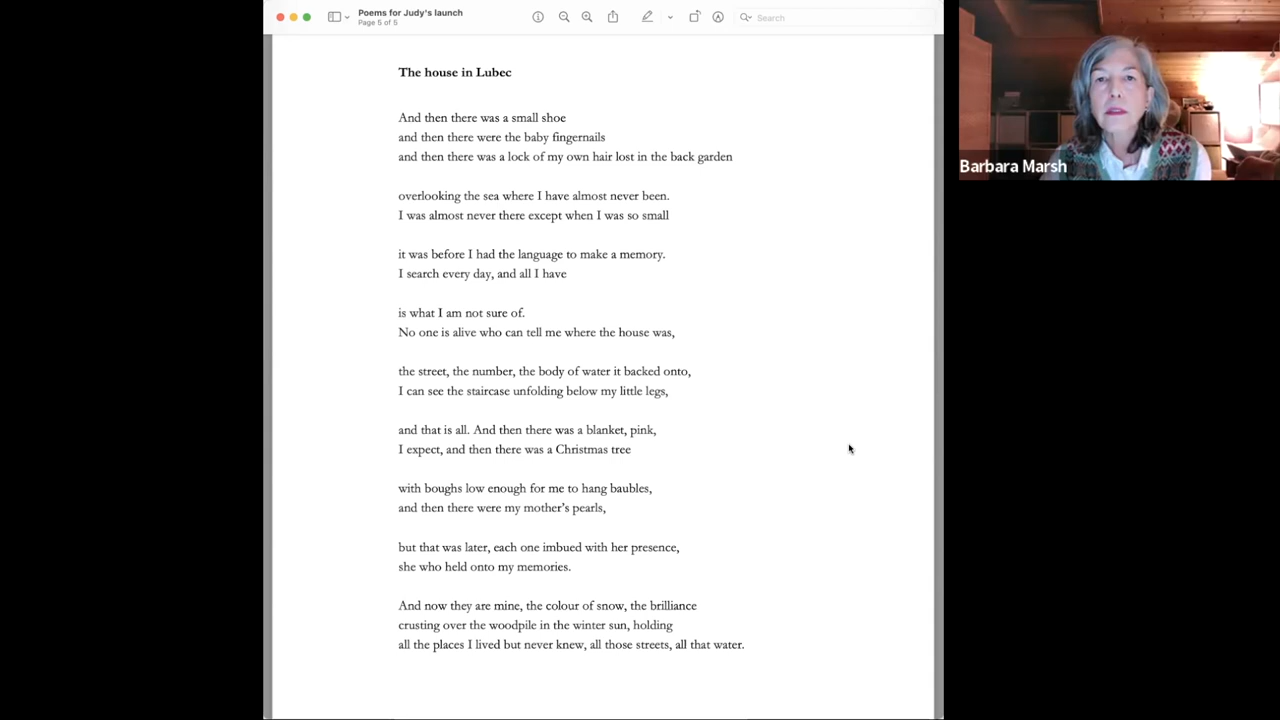 Poems for Judy's launch
Page 5 of 5
Search
The house in Lubec
And then there was a small shoe
and then there were the baby fingernails
and then there was a lock of my own hair lost in the back garden
overlooking the sea where I have almost never been.
I was almost never there except when I was so small
it was before I had the language to make a memory.
I search every day, and all I have
is what I am not sure of.
No one is alive who can tell me where the house was,
the street, the number, the body of water it backed onto,
I can see the staircase unfolding below my little legs,
and that is all. And then there was a blanket, pink,
I expect, and then there was a Christmas tree
with boughs low enough for me to hang baubles,
and then there were my mother's pearls,
but that was later, each one imbued with her presence,
she who held onto my memories.
And now they are mine, the colour of snow, the brilliance
crusting over the woodpile in the winter sun, holding
all the places I lived but never knew, all those streets, all that water.
Barbara Marsh